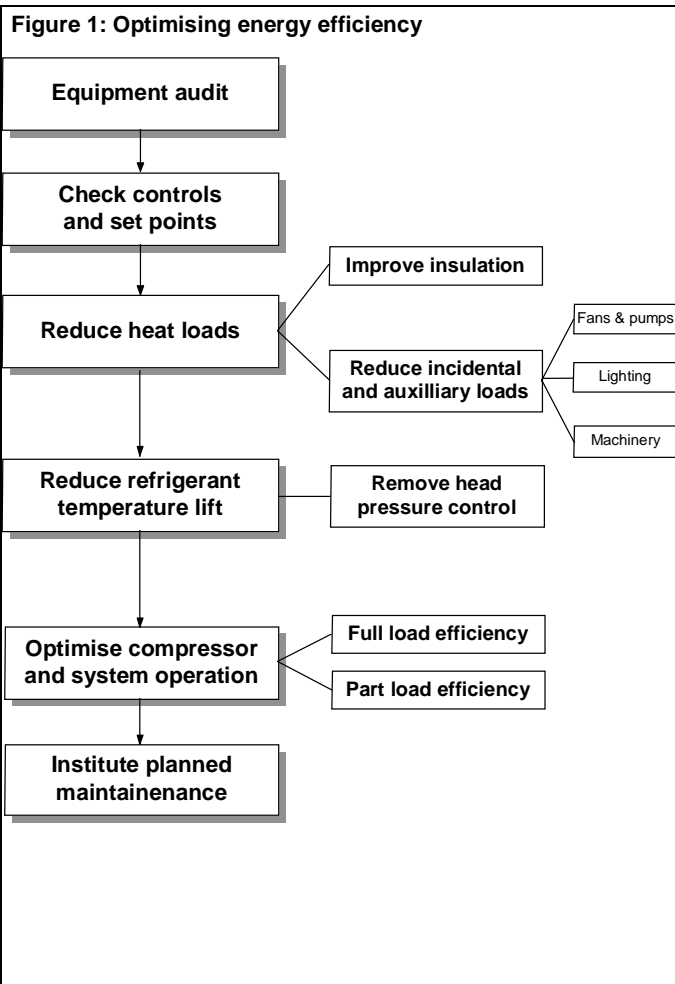 Figure 1: Optimising energy efficiency
Equipment audit
Check controls
and set points
Improve insulation
Reduce heat loads
Fans & pumps
Reduce incidental
and auxilliary loads
Lighting
Machinery
Reduce refrigerant
temperature lift
Remove head
pressure control
Optimise compressor
and system operation
Full load efficiency
Part load efficiency
Institute planned
maintainenance